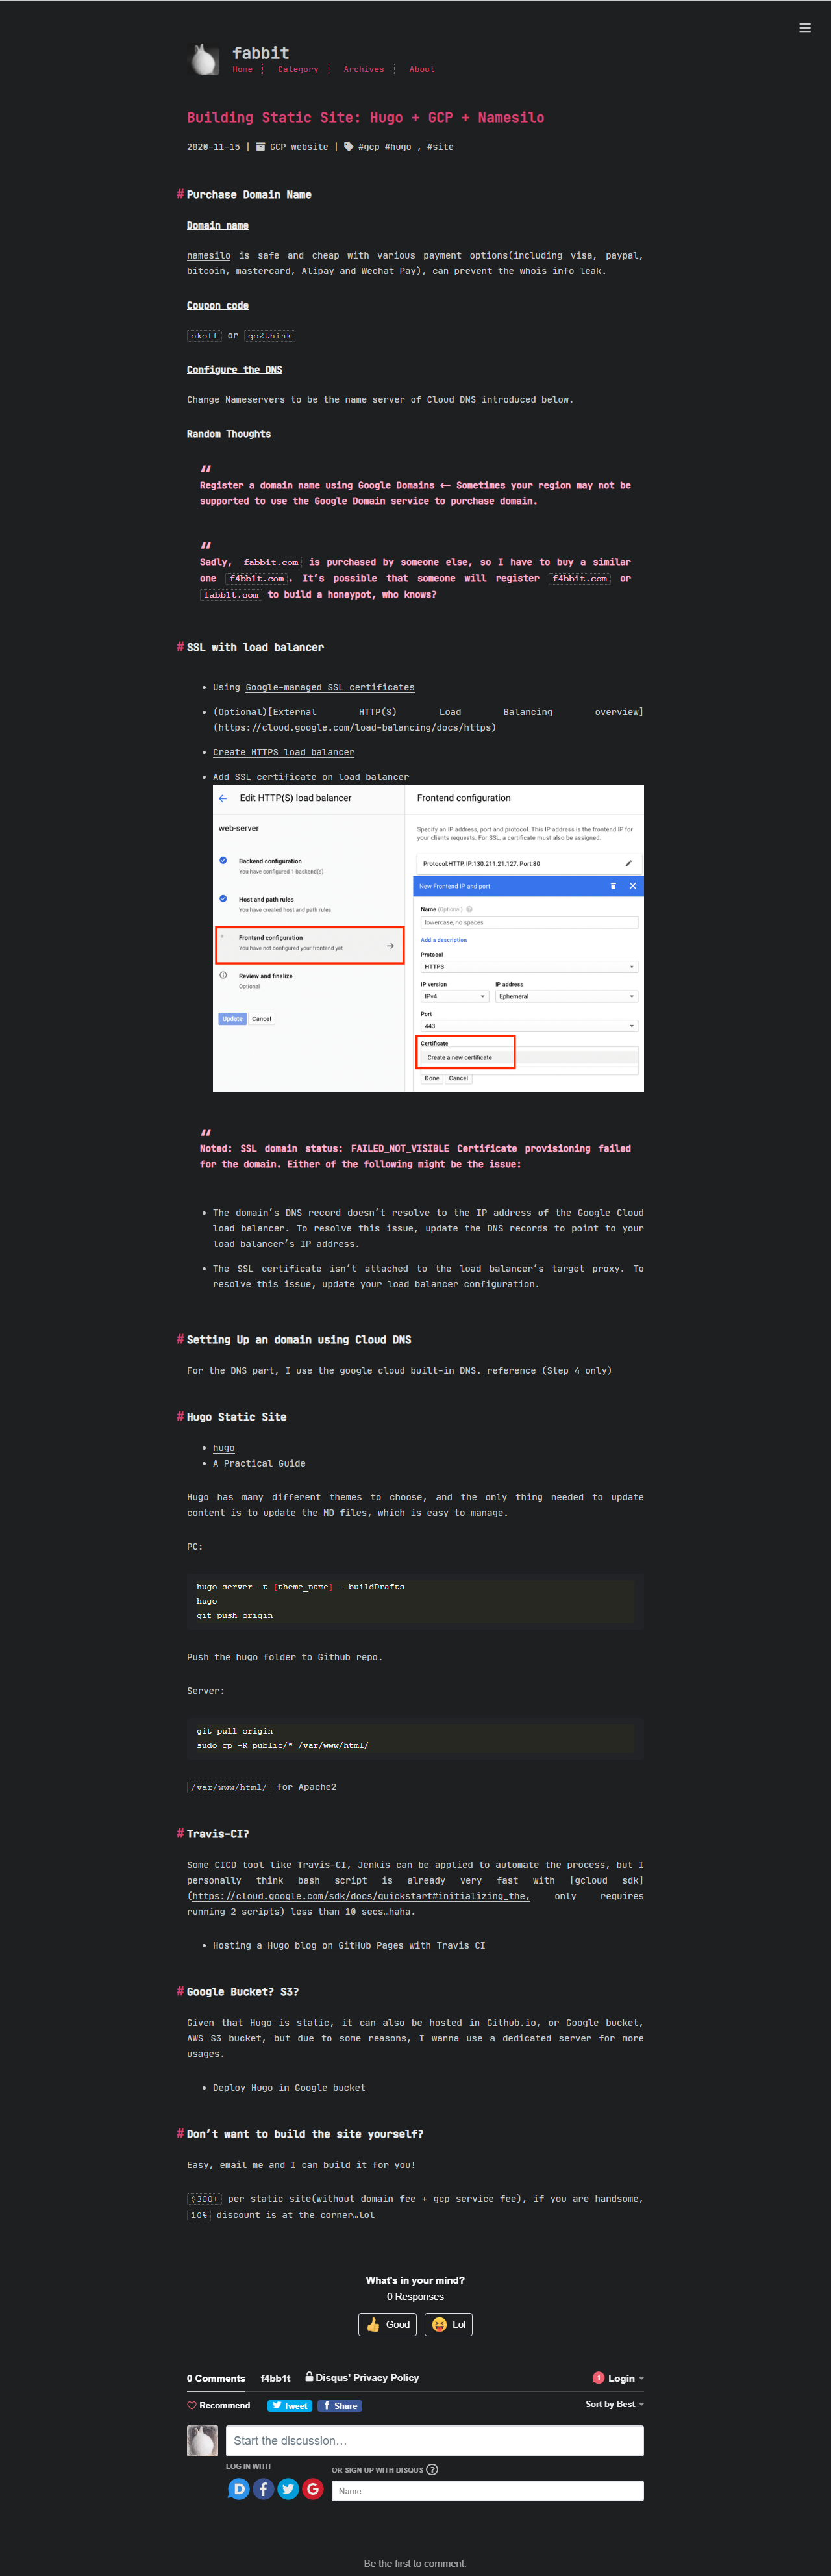 fabbit
Home | Category | Archives | About
Building Static Site: Hugo + GCP + Namesilo
2020-11-15 | GCP website | #gcp #hugo , #site
# Purchase Domain Name
Domain name
namesilo is safe and cheap with various payment options(including visa, paypal,
bitcoin, mastercard, Alipay and Wechat Pay), can prevent the whois info leak.
Coupon code
okoff or go2think
Configure the DNS
Change Nameservers to be the name server of Cloud DNS introduced below.
Random Thoughts
“
Register a domain name using Google Domains <- Sometimes your region may not be
supported to use the Google Domain service to purchase domain.
“
Sadly, fabbit.com is purchased by someone else, so I have to buy a similar
one f4bb1t.com. It’s possible that someone will register f4bbit.com or
fabb1t.com to build a honeypot, who knows?
# SSL with load balancer
• Using Google-managed SSL certificates
• (Optional)[External HTTP(S) Load Balancing overview]
(https://cloud.google.com/load-balancing/docs/https)
• Create HTTPS load balancer
• Add SSL certificate on load balancer
Edit HTTP(S) load balancer
web-server
Backend configuration
You have configured 1 backend(s)
Host and path rules
You have created host and path rules
Frontend configuration
You have not configured your frontend yet
Review and finalize
Optional
Update Cancel
Frontend configuration
Specify an IP address, port and protocol. This IP address is the frontend IP for
your clients requests. For SSL, a certificate must also be assigned.
Protocol:HTTP, IP:130.211.21.127, Port:80
New Frontend IP and port
Name (Optional)
lowercase, no spaces
Add a description
Protocol
HTTPS
IP version IP address
IPv4 Ephemeral
Port
443
Certificate
Create a new certificate
Done Cancel
“
Noted: SSL domain status: FAILED_NOT_VISIBLE Certificate provisioning failed
for the domain. Either of the following might be the issue:
• The domain’s DNS record doesn’t resolve to the IP address of the Google Cloud
load balancer. To resolve this issue, update the DNS records to point to your
load balancer’s IP address.
• The SSL certificate isn’t attached to the load balancer’s target proxy. To
resolve this issue, update your load balancer configuration.
# Setting Up an domain using Cloud DNS
For the DNS part, I use the google cloud built-in DNS. reference (Step 4 only)
# Hugo Static Site
• hugo
• A Practical Guide
Hugo has many different themes to choose, and the only thing needed to update
content is to update the MD files, which is easy to manage.
PC:
hugo server -t [theme_name] --buildDrafts
hugo
git push origin
Push the hugo folder to Github repo.
Server:
git pull origin
sudo cp -R public/* /var/www/html/
/var/www/html/ for Apache2
# Travis-CI?
Some CICD tool like Travis-CI, Jenkis can be applied to automate the process, but I
personally think bash script is already very fast with [gcloud sdk]
(https://cloud.google.com/sdk/docs/quickstart#initializing_the, only requires
running 2 scripts) less than 10 secs…haha.
• Hosting a Hugo blog on GitHub Pages with Travis CI
# Google Bucket? S3?
Given that Hugo is static, it can also be hosted in Github.io, or Google bucket,
AWS S3 bucket, but due to some reasons, I wanna use a dedicated server for more
usages.
• Deploy Hugo in Google bucket
# Don’t want to build the site yourself?
Easy, email me and I can build it for you!
$300+ per static site(without domain fee + gcp service fee), if you are handsome,
10% discount is at the corner…lol
What's in your mind?
0 Responses
Good Lol
0 Comments f4bb1t Disqus' Privacy Policy 1 Login
Recommend Tweet Share Sort by Best
Start the discussion…
LOG IN WITH
OR SIGN UP WITH DISQUS ?
D f G
Name
Be the first to comment.